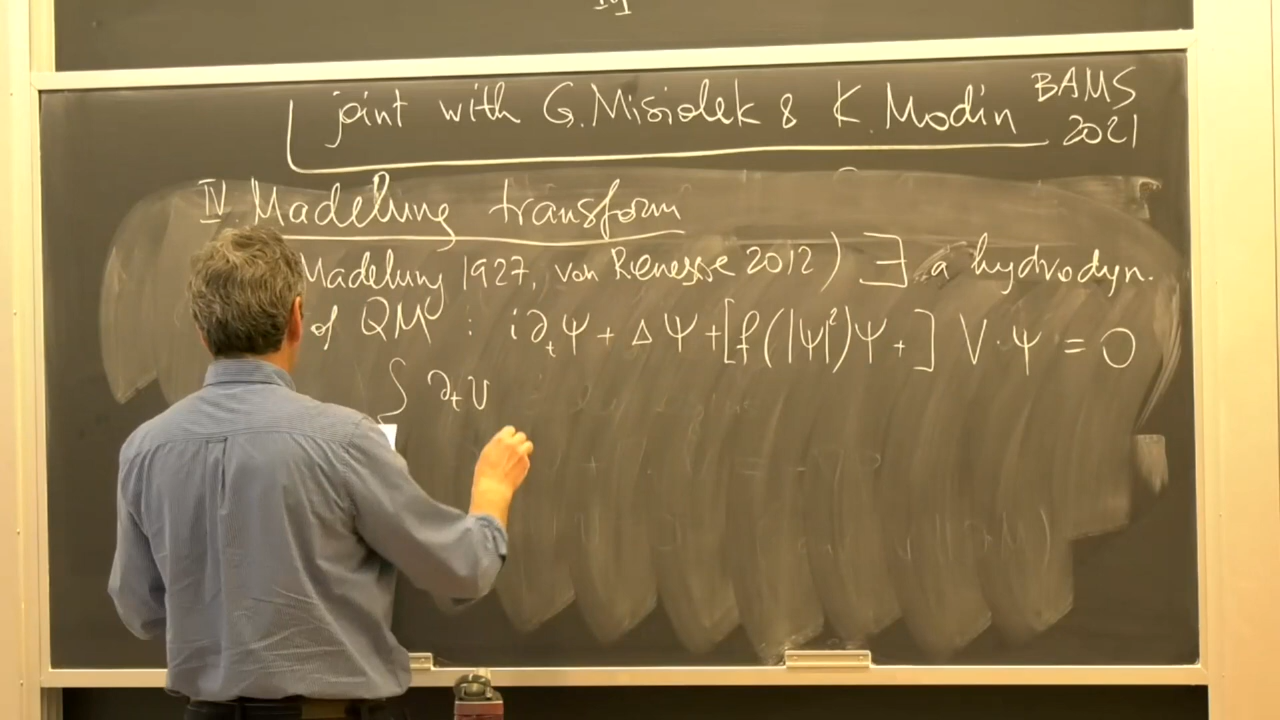 joint with G. Misiolek & K. Modin BAMS 2021
IV. Madelung transform
Madelung 1927, von Renesse 2012) ∃ a hydrodyn.
of QM : i∂ₜψ + Δψ + [f(|ψ|²)ψ + ] V·ψ = 0
{ ∂ₜv